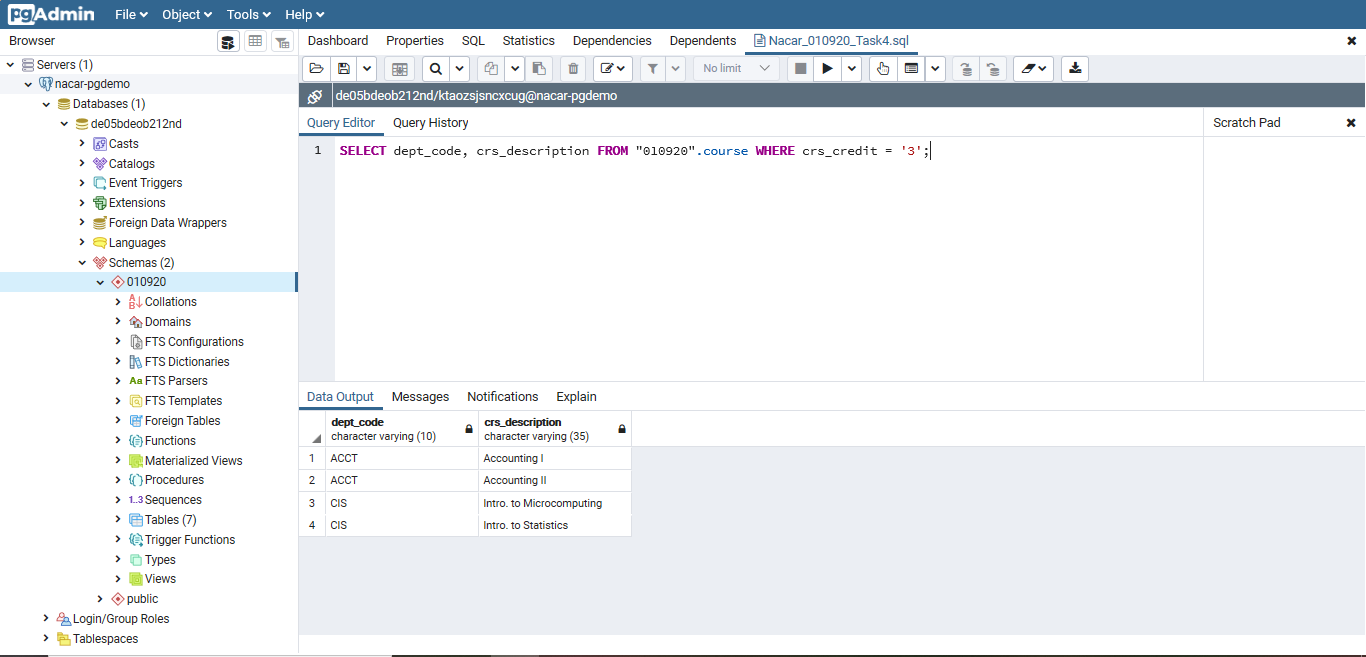 pgAdmin File Object Tools Help
Browser
Dashboard Properties SQL Statistics Dependencies Dependents Nacar_010920_Task4.sql
Servers (1)
nacar-pgdemo
Databases (1)
de05bdeob212nd
Casts
Catalogs
Event Triggers
Extensions
Foreign Data Wrappers
Languages
Schemas (2)
010920
Collations
Domains
FTS Configurations
FTS Dictionaries
Aa FTS Parsers
FTS Templates
Foreign Tables
Functions
Materialized Views
Procedures
1..3 Sequences
Tables (7)
Trigger Functions
Types
Views
public
Login/Group Roles
Tablespaces
No limit
de05bdeob212nd/ktaozsjsncxcug@nacar-pgdemo
Query Editor Query History
Scratch Pad
1 SELECT dept_code, crs_description FROM "010920".course WHERE crs_credit = '3';
Data Output Messages Notifications Explain
dept_code crs_description
character varying (10) character varying (35)
1 ACCT Accounting I
2 ACCT Accounting II
3 CIS Intro. to Microcomputing
4 CIS Intro. to Statistics